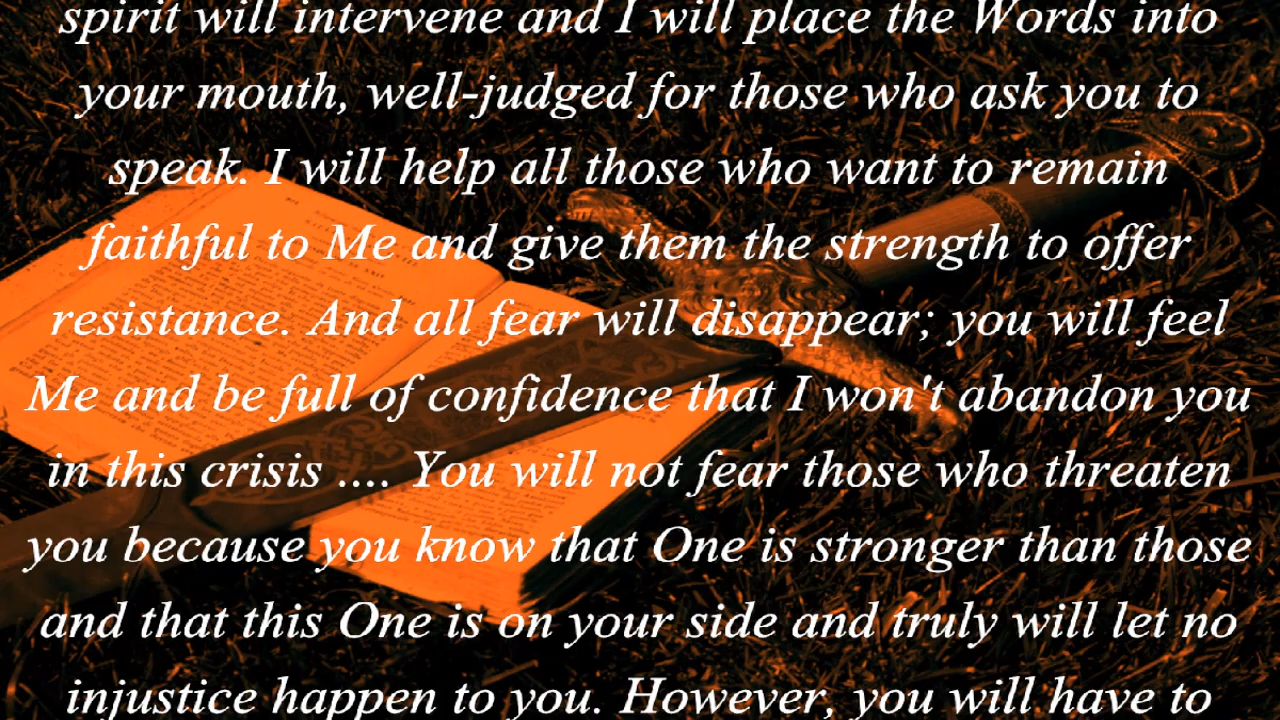 spirit will intervene and I will place the Words into
your mouth, well-judged for those who ask you to
speak. I will help all those who want to remain
faithful to Me and give them the strength to offer
resistance. And all fear will disappear; you will feel
Me and be full of confidence that I won't abandon you
in this crisis .... You will not fear those who threaten
you because you know that One is stronger than those
and that this One is on your side and truly will let no
injustice happen to you. However, you will have to